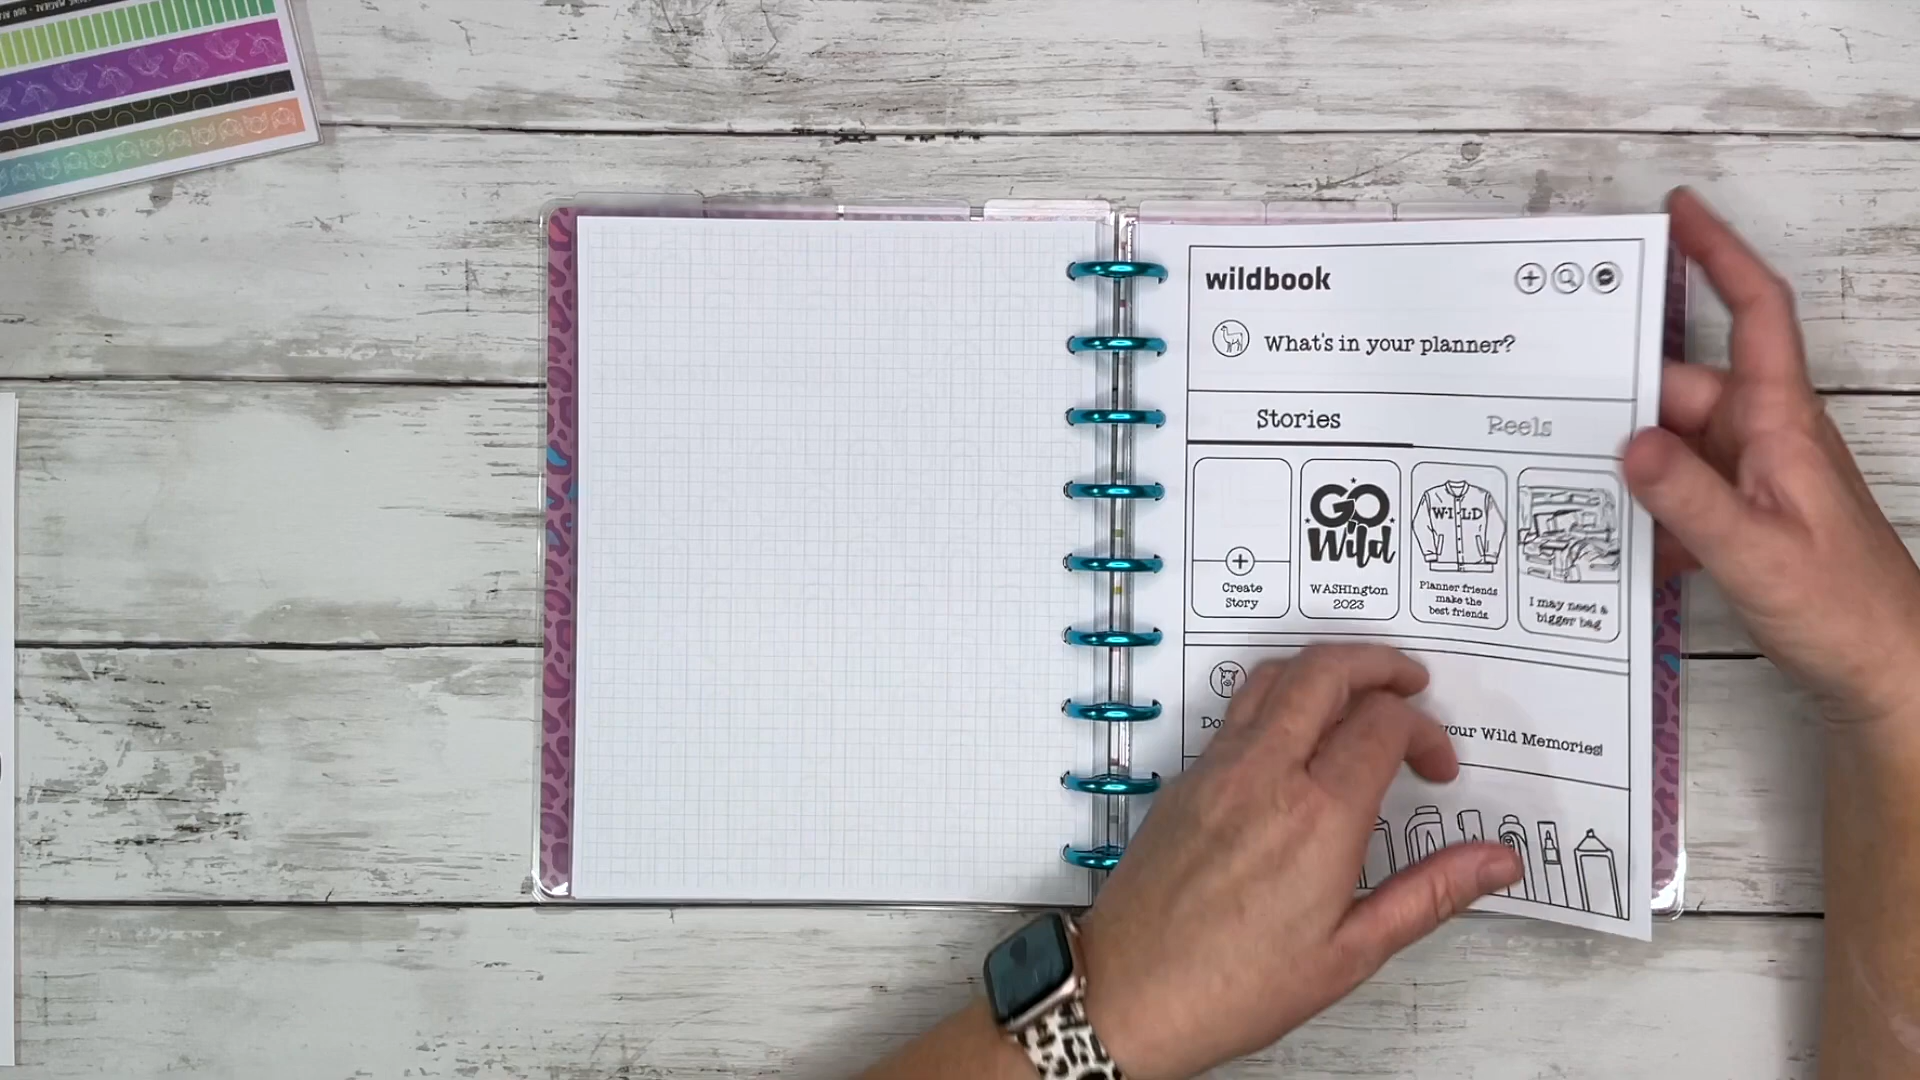 wildbook
What's in your planner?
Stories
Reels
GO
Wild
WILD
Create
Story
WASHington
2023
Planner friends
make the
best friends
I may need a
bigger bag
your Wild Memories!